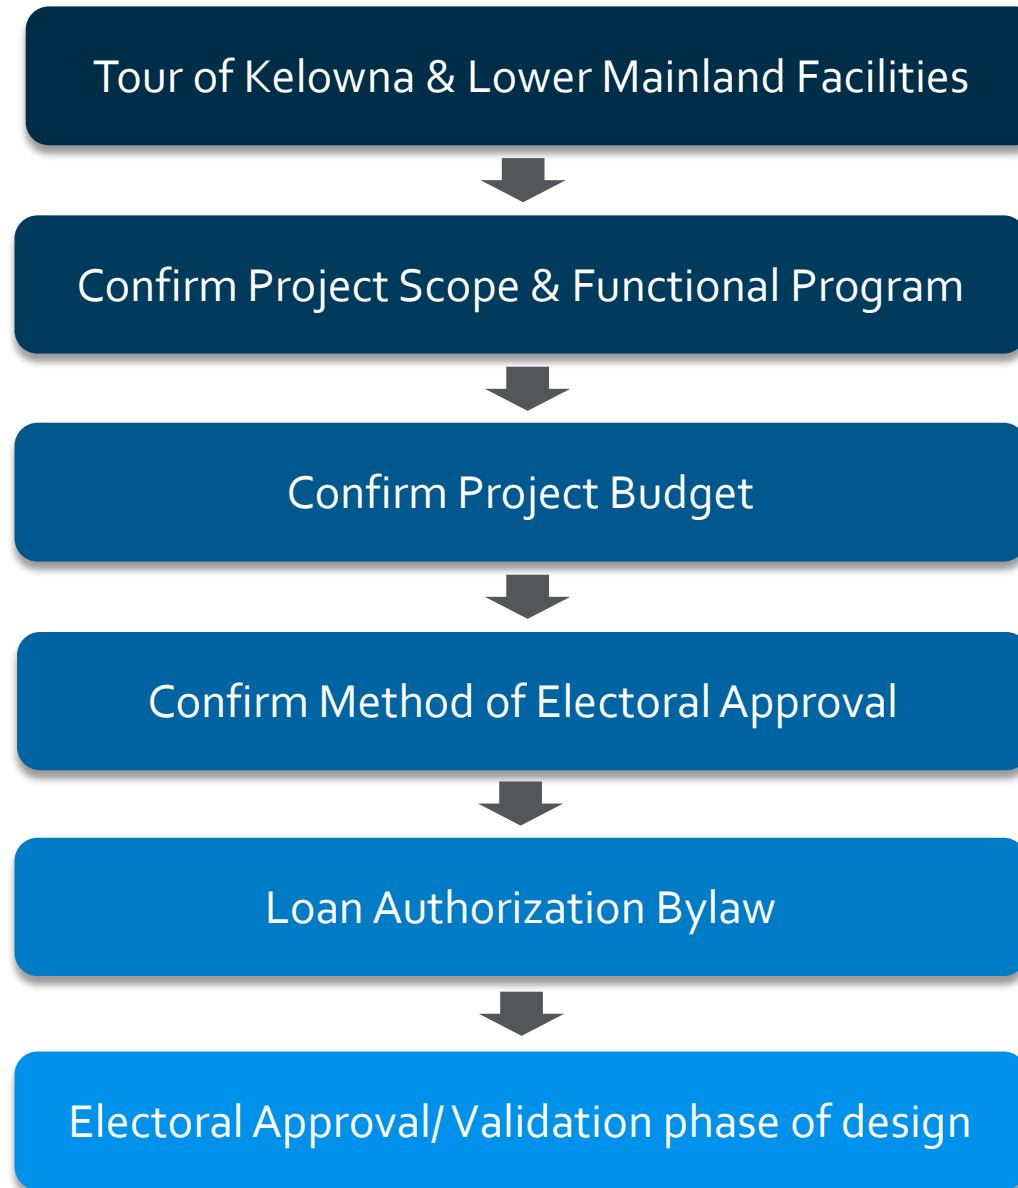 Tour of Kelowna & Lower Mainland Facilities
Confirm Project Scope & Functional Program
Confirm Project Budget
Confirm Method of Electoral Approval
Loan Authorization Bylaw
Electoral Approval/ Validation phase of design